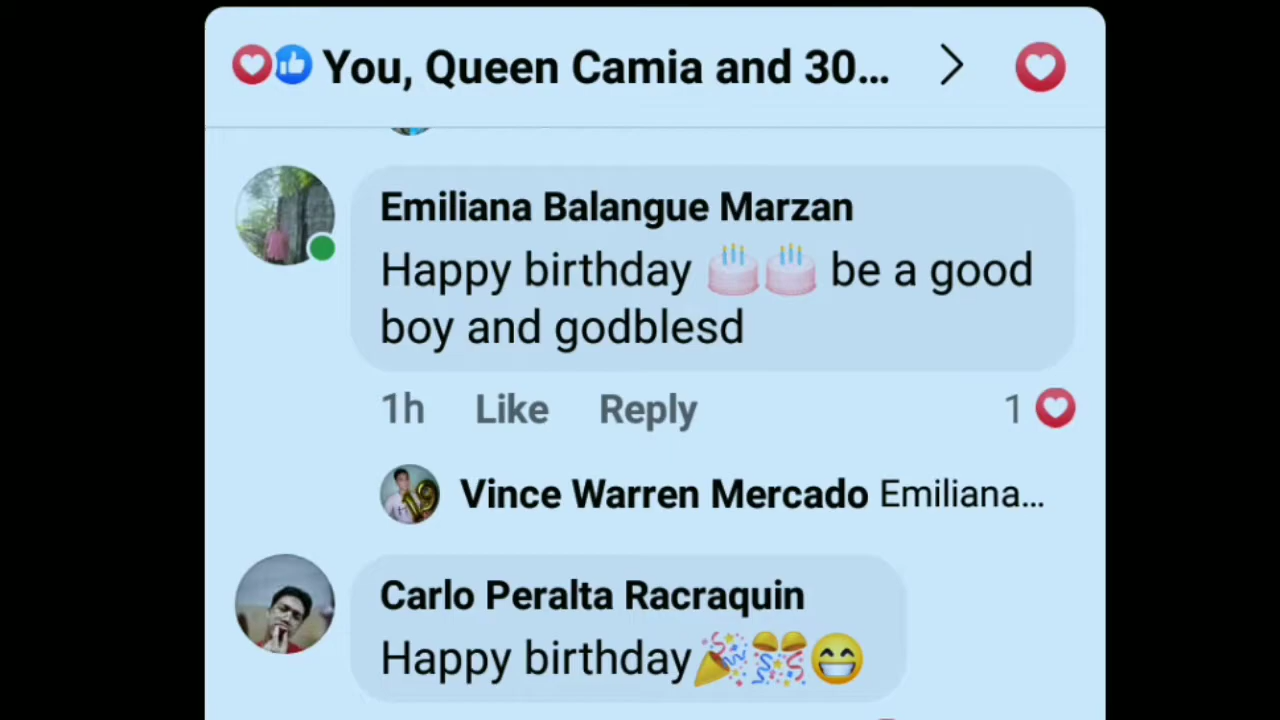 You, Queen Camia and 30...
Emiliana Balangue Marzan
Happy birthday 🎂🎂 be a good
boy and godblesd
1h Like Reply 1
Vince Warren Mercado Emiliana...
Carlo Peralta Racraquin
Happy birthday🎉🎊😁